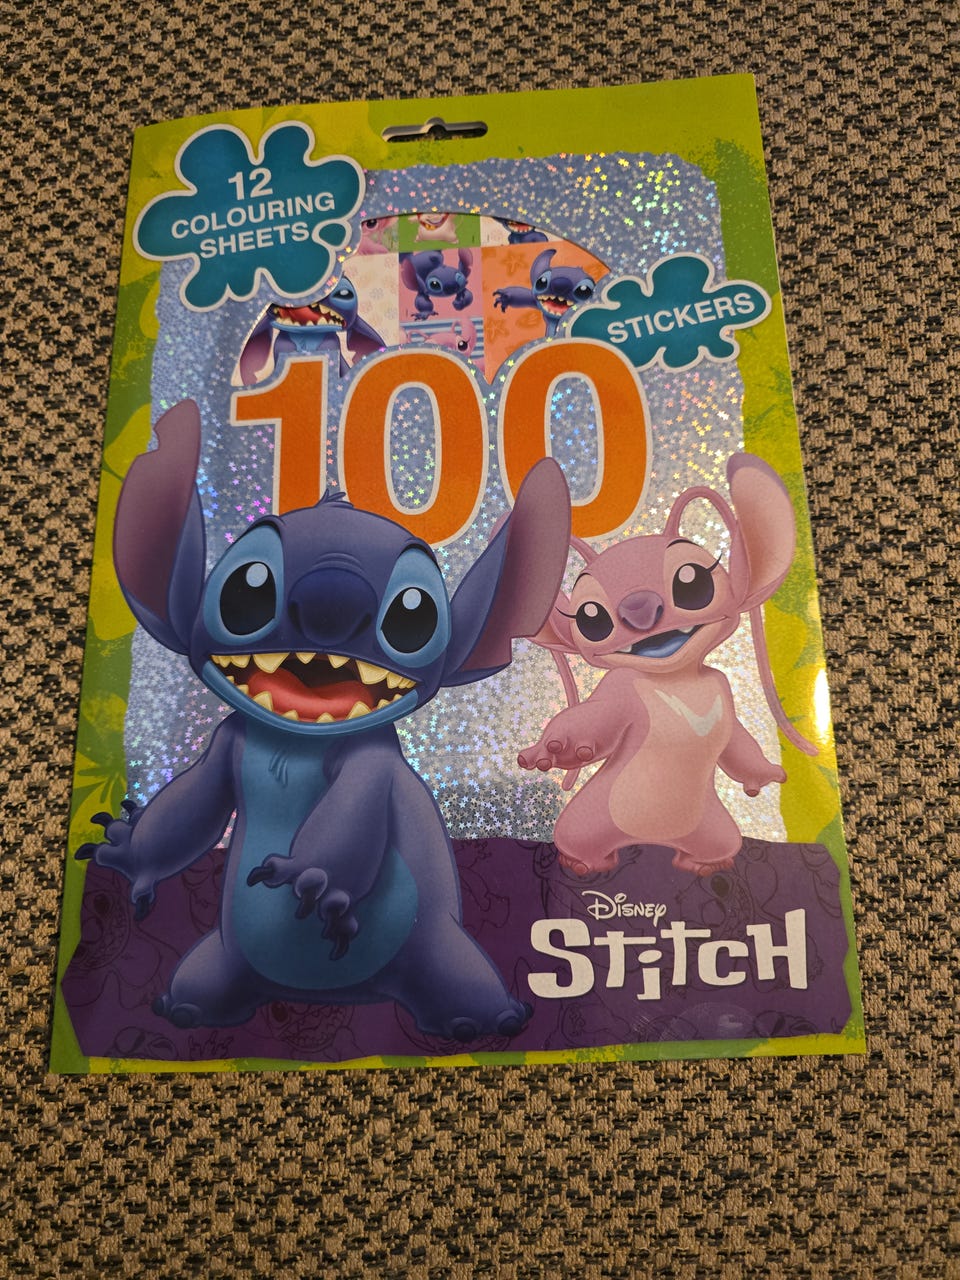 12
COLOURING
SHEETS
STICKERS
100
Disney
Stitch